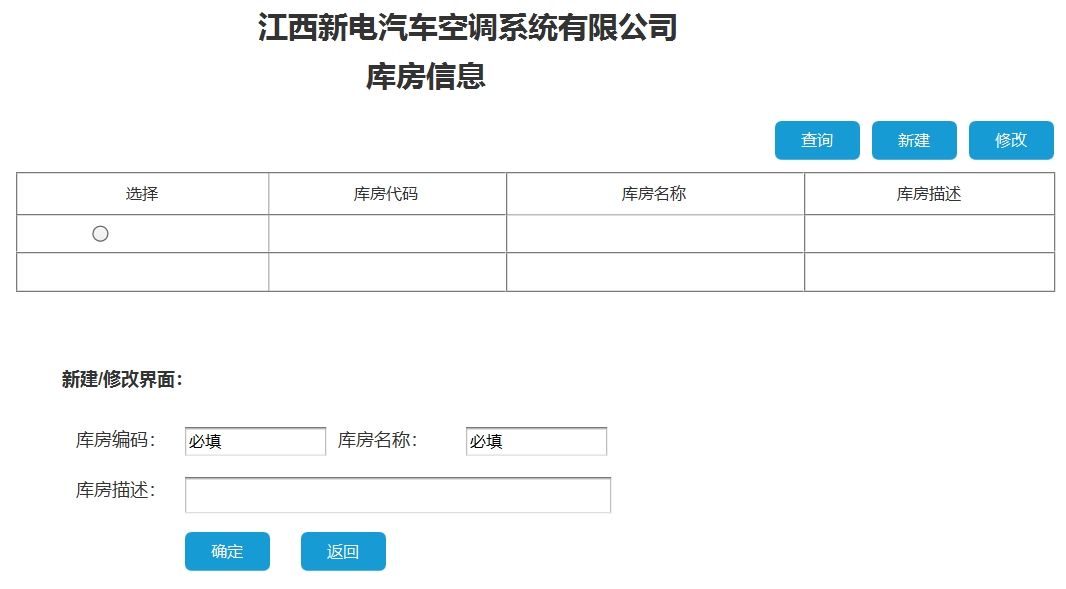 江西新电汽车空调系统有限公司
库房信息
查询 新建 修改
选择 库房代码 库房名称 库房描述
新建/修改界面：
库房编码： 必填 库房名称： 必填
库房描述：
确定 返回